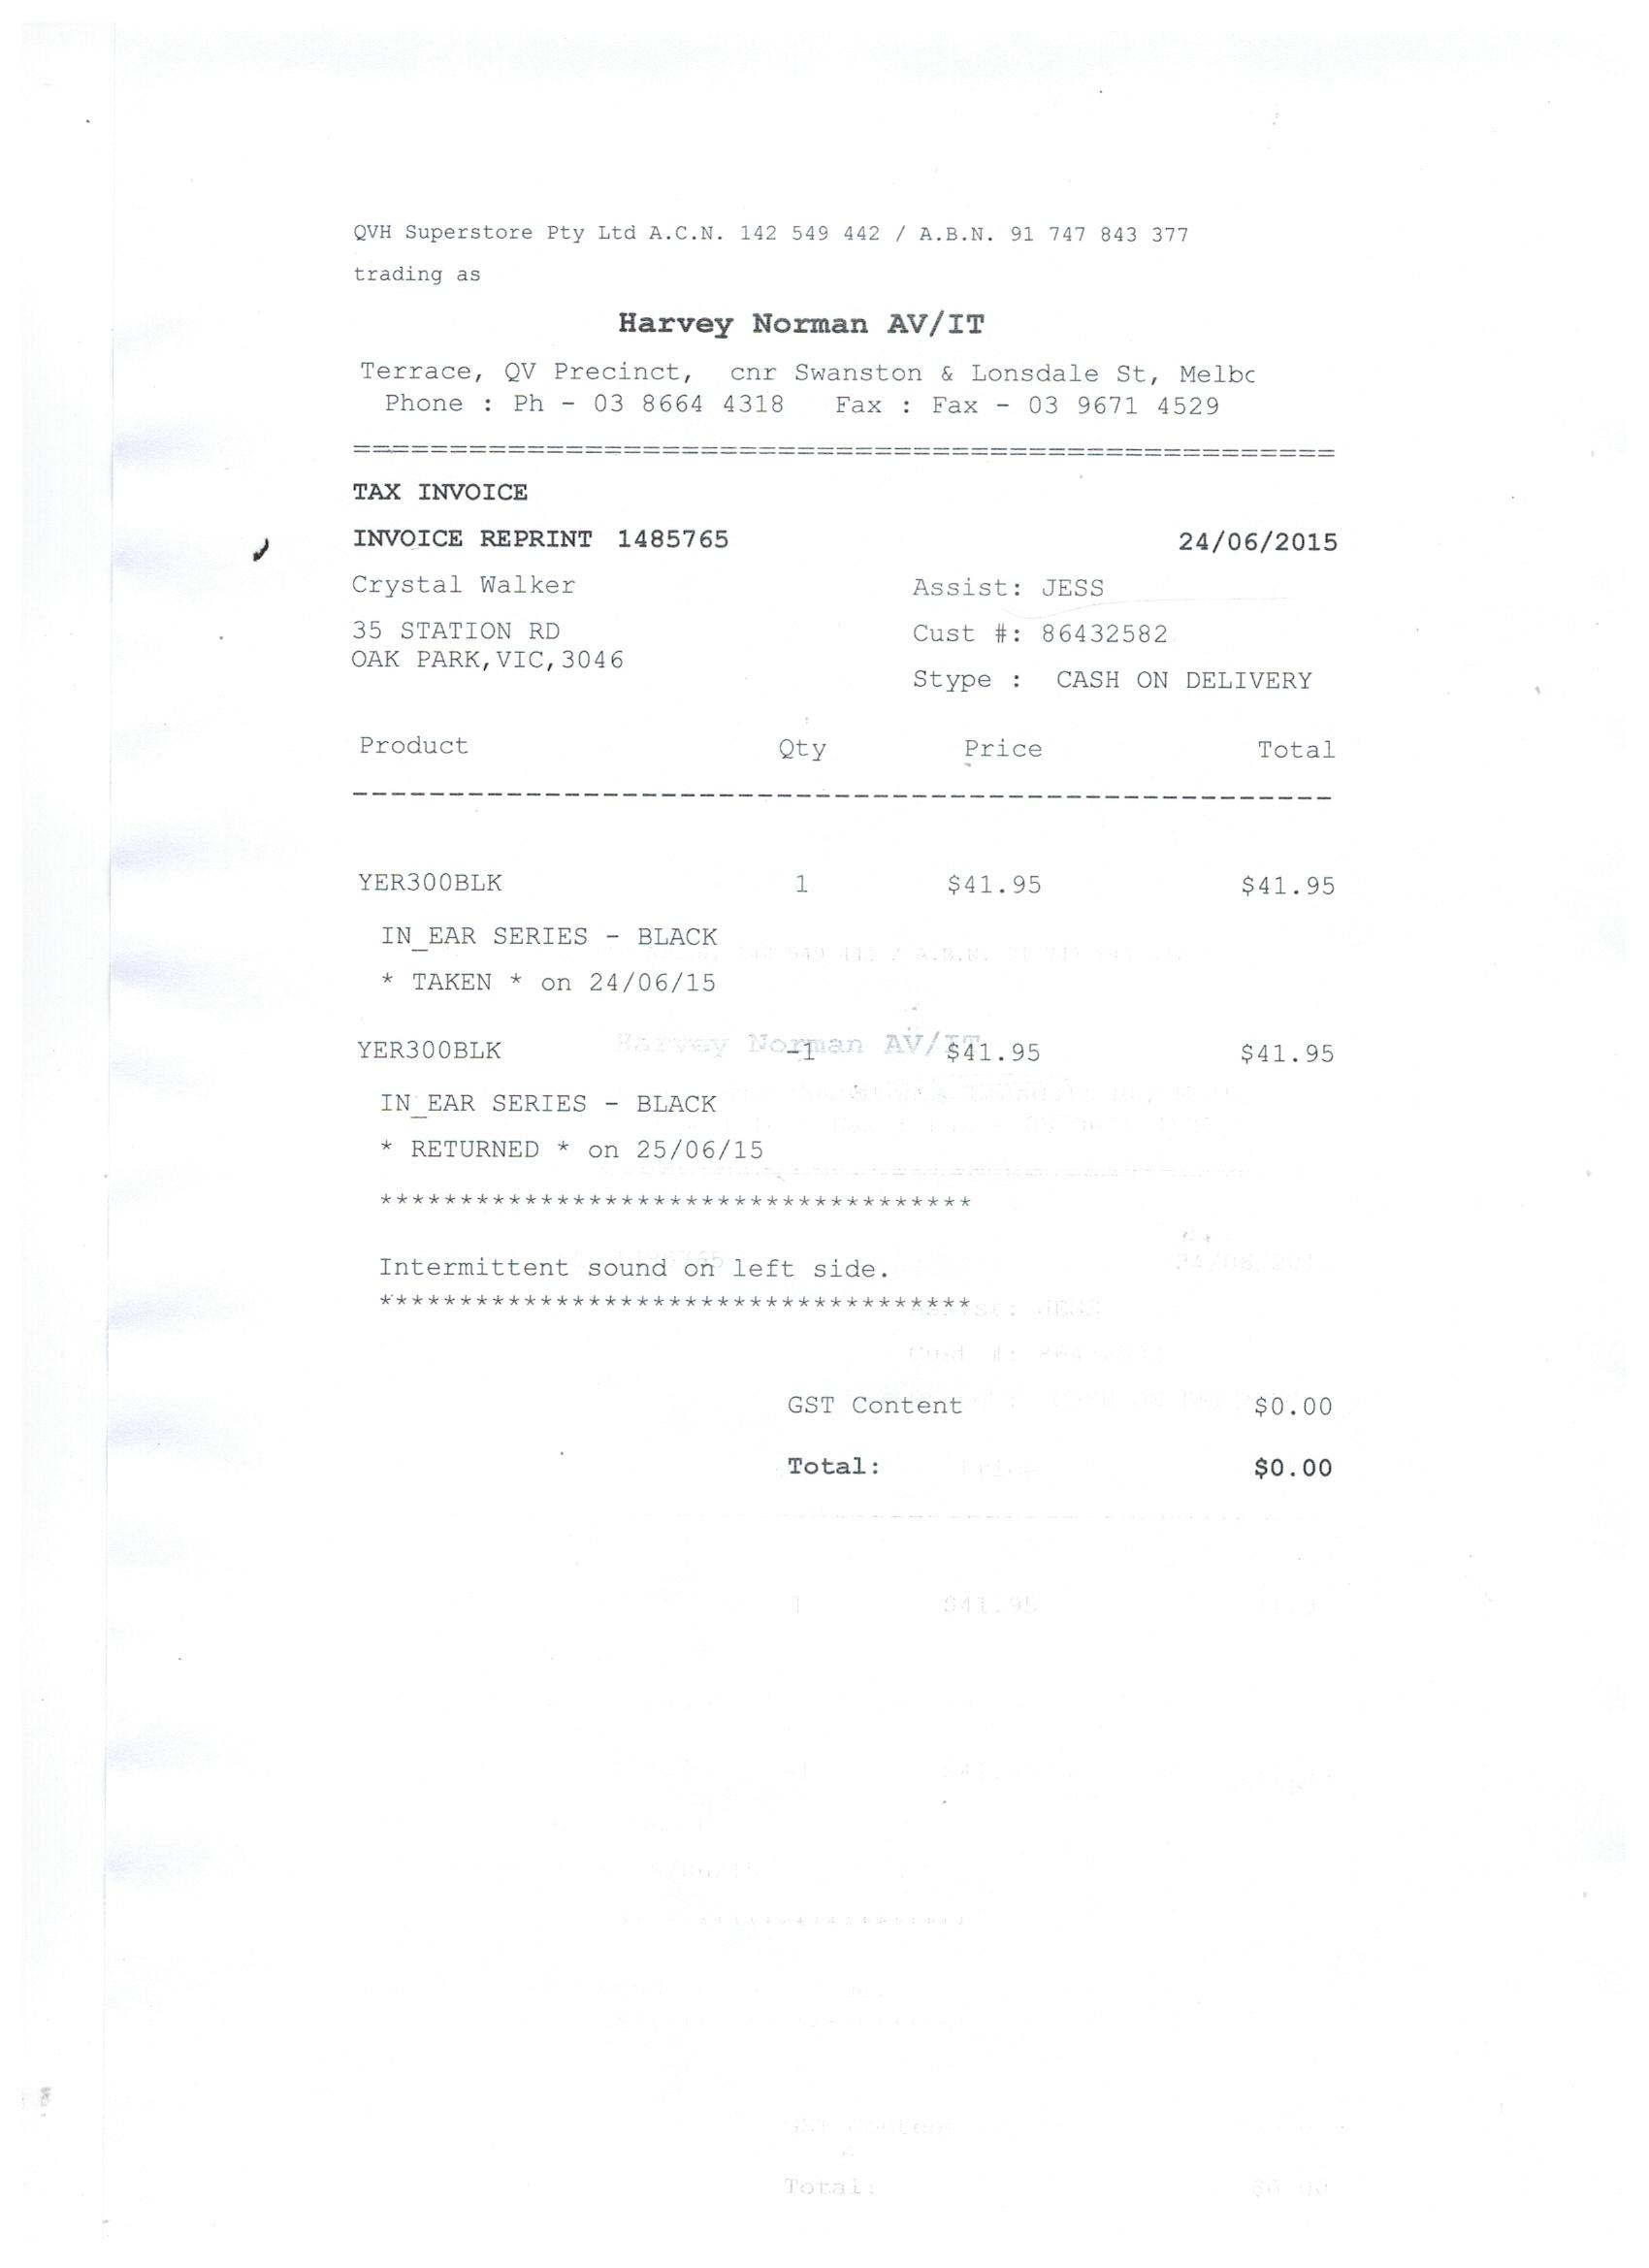 QVH Superstore Pty Ltd A.C.N. 142 549 442 / A.B.N. 91 747 843 377
trading as
Harvey Norman AV/IT
Terrace, QV Precinct, cnr Swanston & Lonsdale St, Melbc
Phone : Ph - 03 8664 4318 Fax : Fax - 03 9671 4529
==============================================================
TAX INVOICE
INVOICE REPRINT 1485765 24/06/2015
Crystal Walker Assist: JESS
35 STATION RD Cust #: 86432582
OAK PARK,VIC,3046
Stype : CASH ON DELIVERY
Product Qty Price Total
--------------------------------------------------------------
YER300BLK 1 $41.95 $41.95
IN_EAR SERIES - BLACK
* TAKEN * on 24/06/15
YER300BLK -1 $41.95 $41.95
IN_EAR SERIES - BLACK
* RETURNED * on 25/06/15
*************************************
Intermittent sound on left side.
*************************************
GST Content $0.00
Total: $0.00